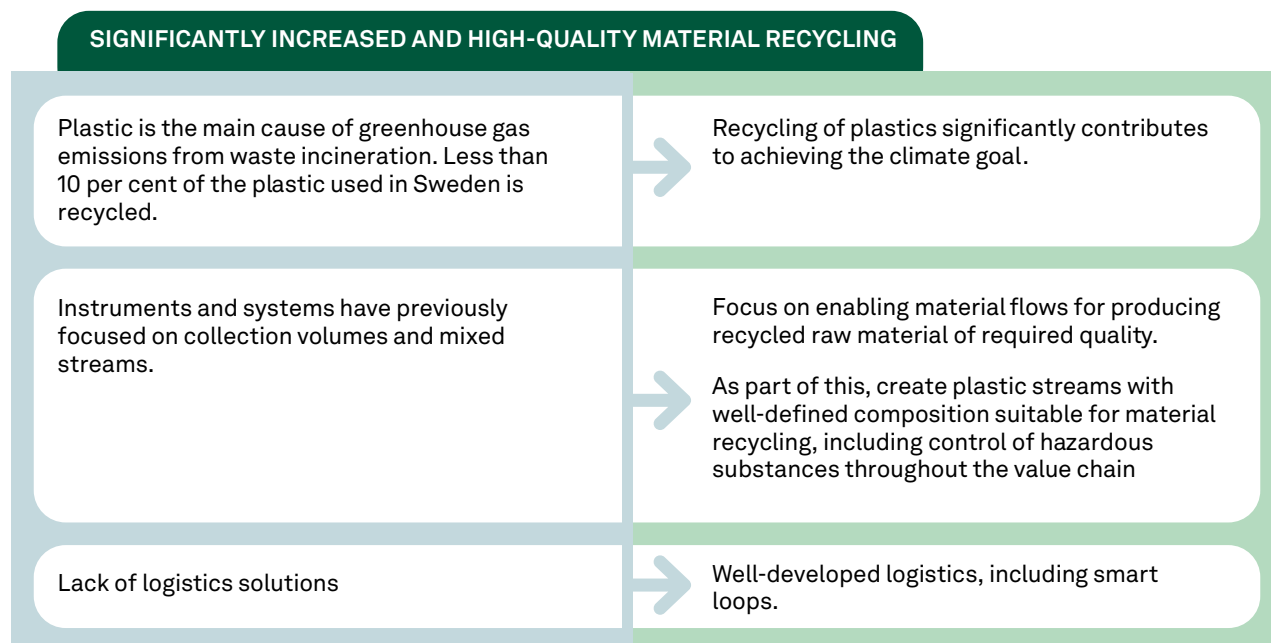 SIGNIFICANTLY INCREASED AND HIGH-QUALITY MATERIAL RECYCLING
Plastic is the main cause of greenhouse gas
emissions from waste incineration. Less than
10 per cent of the plastic used in Sweden is
recycled.
Recycling of plastics significantly contributes
to achieving the climate goal.
Instruments and systems have previously
focused on collection volumes and mixed
streams.
Focus on enabling material flows for producing
recycled raw material of required quality.
As part of this, create plastic streams with
well-defined composition suitable for material
recycling, including control of hazardous
substances throughout the value chain
Lack of logistics solutions
Well-developed logistics, including smart
loops.